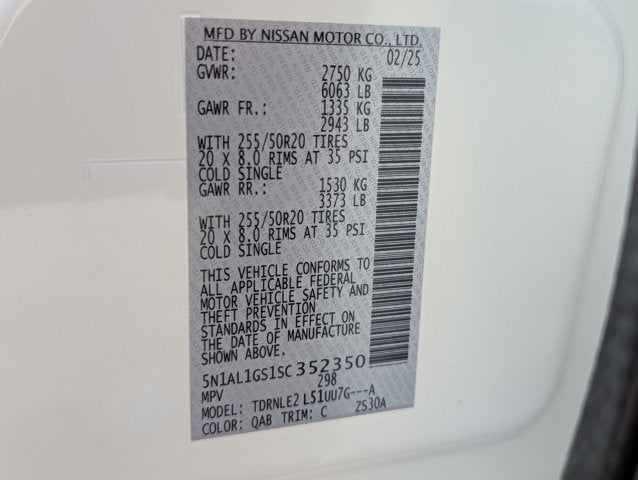 MFD BY NISSAN MOTOR CO., LTD.
DATE: 02/25
GVWR: 2750 KG
6063 LB
GAWR FR.: 1335 KG
2943 LB
WITH 255/50R20 TIRES
20 X 8.0 RIMS AT 35 PSI
COLD SINGLE
GAWR RR.: 1530 KG
3373 LB
WITH 255/50R20 TIRES
20 X 8.0 RIMS AT 35 PSI
COLD SINGLE
THIS VEHICLE CONFORMS TO
ALL APPLICABLE FEDERAL
MOTOR VEHICLE SAFETY AND
THEFT PREVENTION
STANDARDS IN EFFECT ON
THE DATE OF MANUFACTURE
SHOWN ABOVE.
5N1AL1GS1SC352350
298
MPV
MODEL: TDRNLE2 L51UU7G---A
COLOR: QAB TRIM: C ZS30A